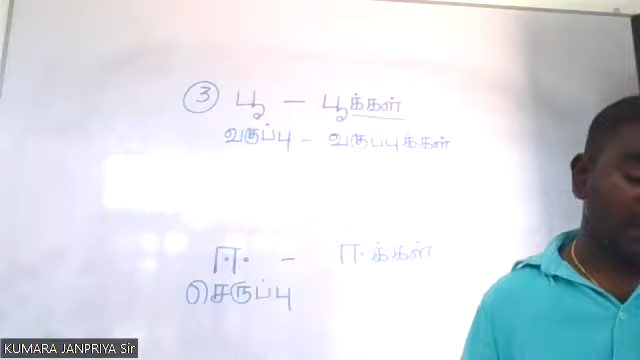 ③ பூ – பூக்கள்
வகுப்பு – வகுப்புக்கள்
ஈ – ஈக்கள்
செருப்பு
KUMARA JANPRIYA Sir